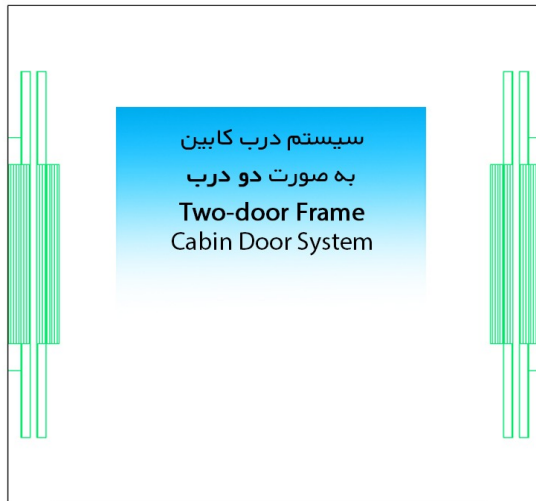 سیستم درب کابین
به صورت دو درب
Two-door Frame
Cabin Door System